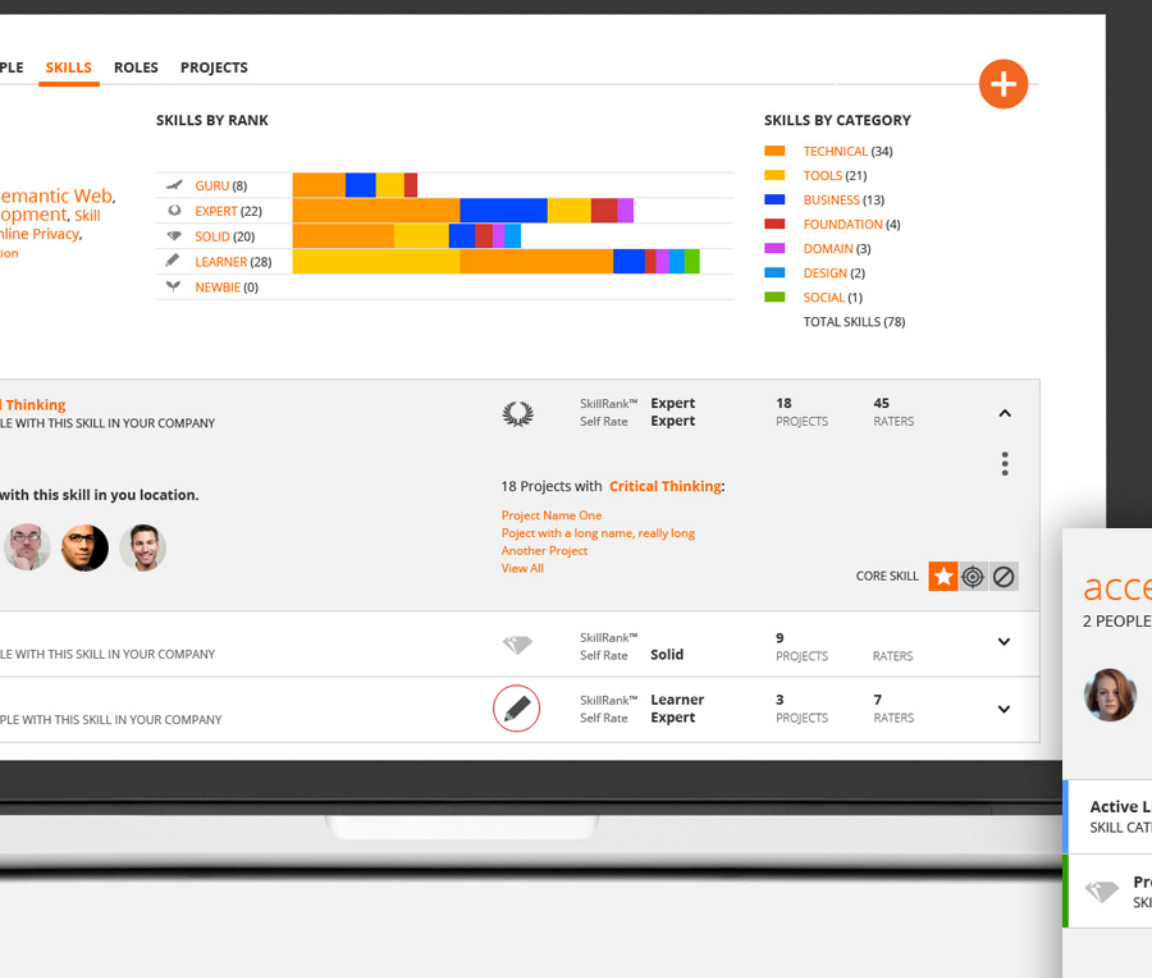 PLE SKILLS ROLES PROJECTS
SKILLS BY RANK
GURU (8)
EXPERT (22)
SOLID (20)
LEARNER (28)
NEWBIE (0)
SKILLS BY CATEGORY
TECHNICAL (34)
TOOLS (21)
BUSINESS (13)
FOUNDATION (4)
DOMAIN (3)
DESIGN (2)
SOCIAL (1)
TOTAL SKILLS (78)
emantic Web,
opment, Skill
nline Privacy,
ion
l Thinking
LE WITH THIS SKILL IN YOUR COMPANY
SkillRank™ Expert
Self Rate Expert
18 PROJECTS
45 RATERS
with this skill in you location.
18 Projects with Critical Thinking:
Project Name One
Poject with a long name, really long
Another Project
View All
CORE SKILL
LE WITH THIS SKILL IN YOUR COMPANY
SkillRank™
Self Rate Solid
9 PROJECTS
RATERS
PLE WITH THIS SKILL IN YOUR COMPANY
SkillRank™ Learner
Self Rate Expert
3 PROJECTS
7 RATERS
acce
2 PEOPLE
Active L
SKILL CAT
Pr
SKI